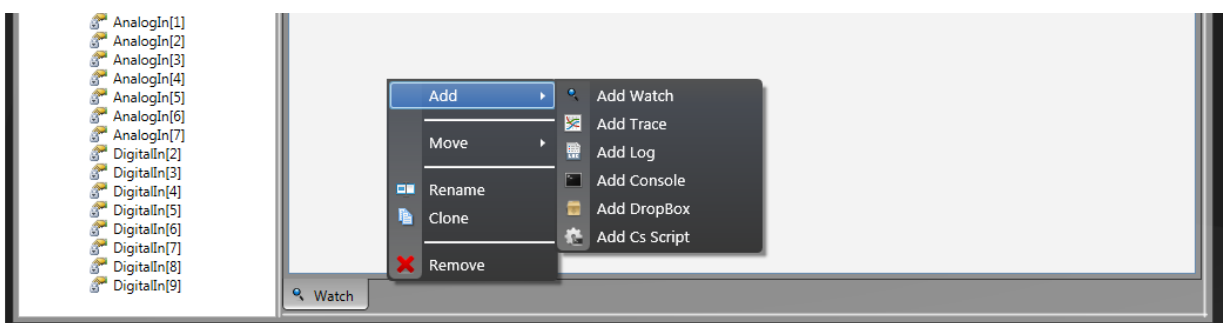 AnalogIn[1]
AnalogIn[2]
AnalogIn[3]
AnalogIn[4]
AnalogIn[5]
AnalogIn[6]
AnalogIn[7]
DigitalIn[2]
DigitalIn[3]
DigitalIn[4]
DigitalIn[5]
DigitalIn[6]
DigitalIn[7]
DigitalIn[8]
DigitalIn[9]
Add
Move
Rename
Clone
Remove
Add Watch
Add Trace
Add Log
Add Console
Add DropBox
Add Cs Script
Watch